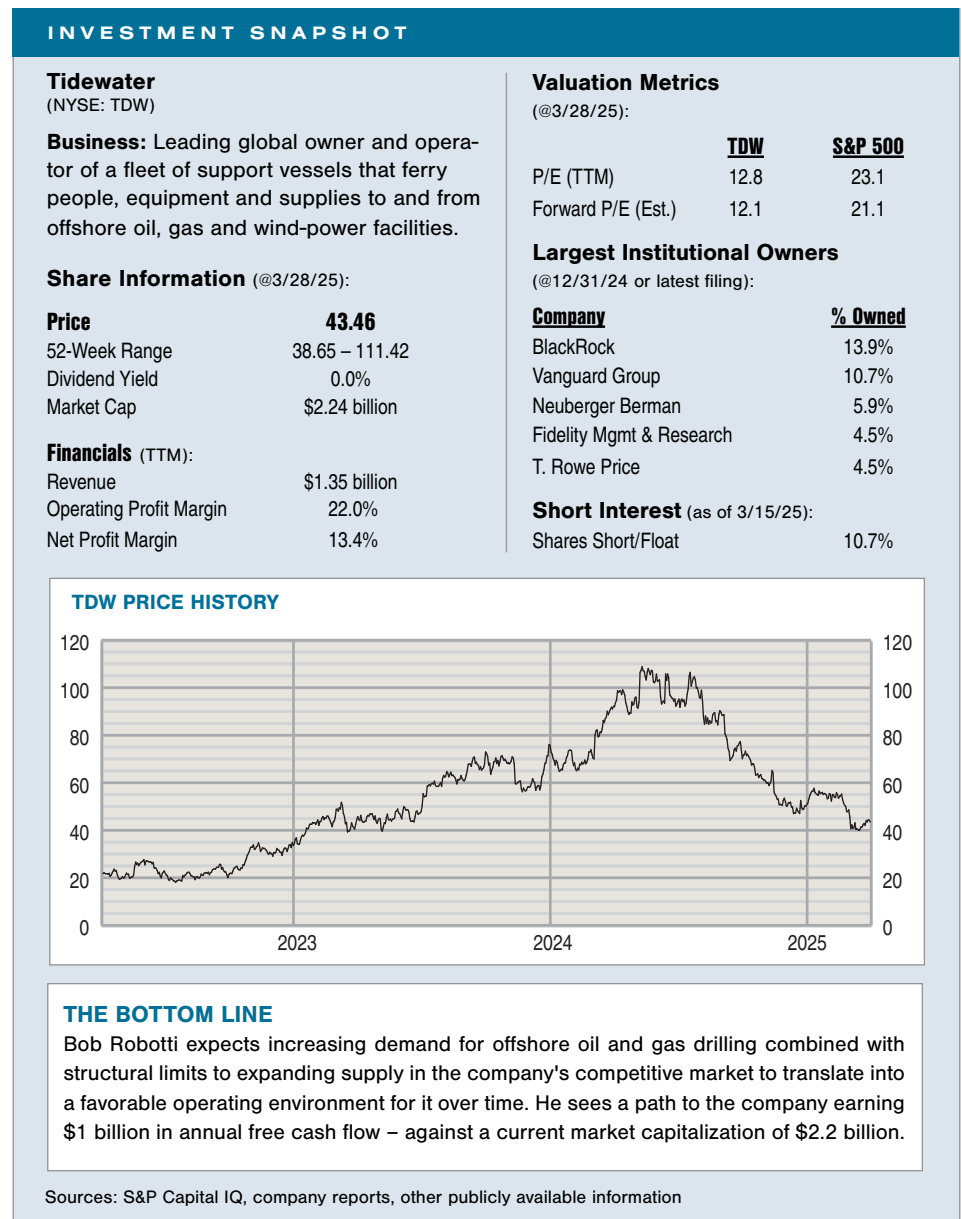 INVESTMENT SNAPSHOT
Tidewater
(NYSE: TDW)
Business: Leading global owner and opera-
tor of a fleet of support vessels that ferry
people, equipment and supplies to and from
offshore oil, gas and wind-power facilities.
Share Information (@3/28/25):
Price 43.46
52-Week Range 38.65 – 111.42
Dividend Yield 0.0%
Market Cap $2.24 billion
Financials (TTM):
Revenue $1.35 billion
Operating Profit Margin 22.0%
Net Profit Margin 13.4%
Valuation Metrics
(@3/28/25):
TDW S&P 500
P/E (TTM) 12.8 23.1
Forward P/E (Est.) 12.1 21.1
Largest Institutional Owners
(@12/31/24 or latest filing):
Company % Owned
BlackRock 13.9%
Vanguard Group 10.7%
Neuberger Berman 5.9%
Fidelity Mgmt & Research 4.5%
T. Rowe Price 4.5%
Short Interest (as of 3/15/25):
Shares Short/Float 10.7%
TDW PRICE HISTORY
120 120
100 100
80 80
60 60
40 40
20 20
0 0
2023 2024 2025
THE BOTTOM LINE
Bob Robotti expects increasing demand for offshore oil and gas drilling combined with
structural limits to expanding supply in the company's competitive market to translate into
a favorable operating environment for it over time. He sees a path to the company earning
$1 billion in annual free cash flow – against a current market capitalization of $2.2 billion.
Sources: S&P Capital IQ, company reports, other publicly available information